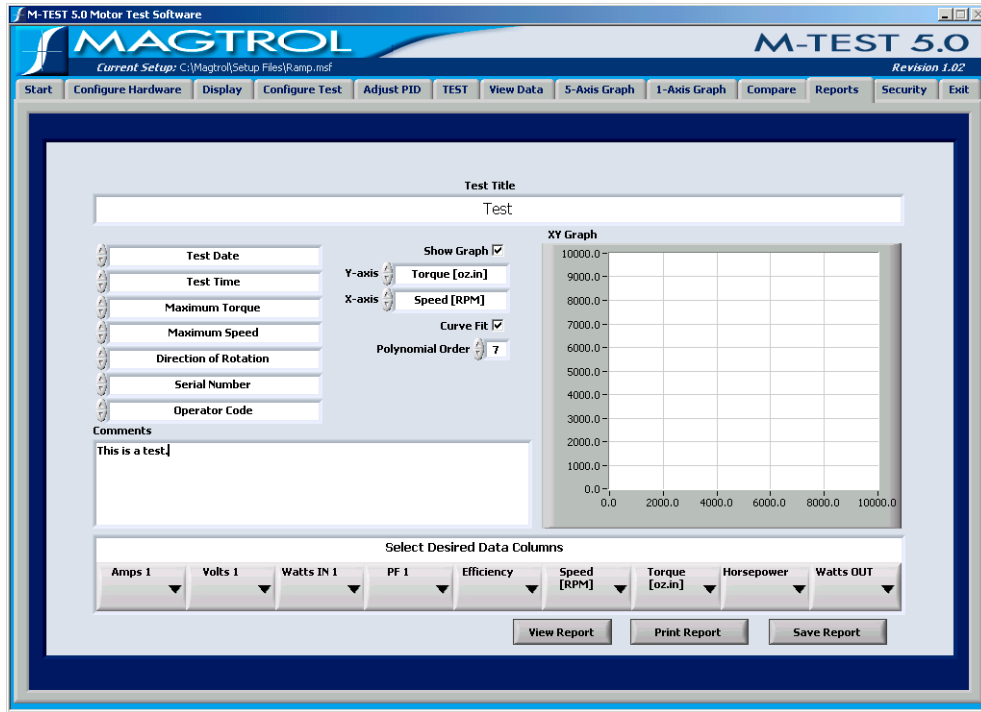 M-TEST 5.0 Motor Test Software
MAGTROL
M-TEST 5.0
Current Setup: C:\Magtrol\Setup Files\Ramp.msf
Revision 1.02
Start Configure Hardware Display Configure Test Adjust PID TEST View Data 5-Axis Graph 1-Axis Graph Compare Reports Security Exit
Test Title
Test
Test Date
Test Time
Maximum Torque
Maximum Speed
Direction of Rotation
Serial Number
Operator Code
Show Graph
Y-axis Torque [oz.in]
X-axis Speed [RPM]
Curve Fit
Polynomial Order 7
XY Graph
10000.0
9000.0
8000.0
7000.0
6000.0
5000.0
4000.0
3000.0
2000.0
1000.0
0.0
0.0 2000.0 4000.0 6000.0 8000.0 10000.0
Comments
This is a test.
Select Desired Data Columns
Amps 1 Volts 1 Watts IN 1 PF 1 Efficiency Speed [RPM] Torque [oz.in] Horsepower Watts OUT
View Report Print Report Save Report